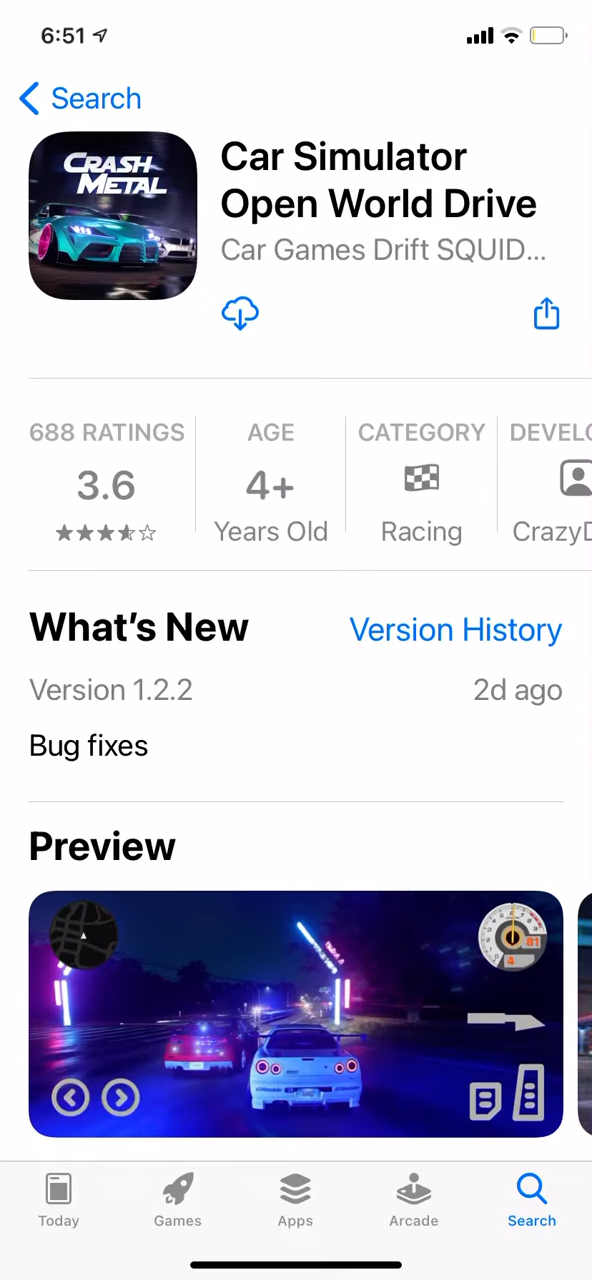 6:51
Search
CRASH
METAL
Car Simulator
Open World Drive
Car Games Drift SQUID...
688 RATINGS
AGE
CATEGORY
DEVELO
3.6
4+
Years Old
Racing
CrazyD
What's New
Version History
Version 1.2.2
2d ago
Bug fixes
Preview
81
4
Today
Games
Apps
Arcade
Search